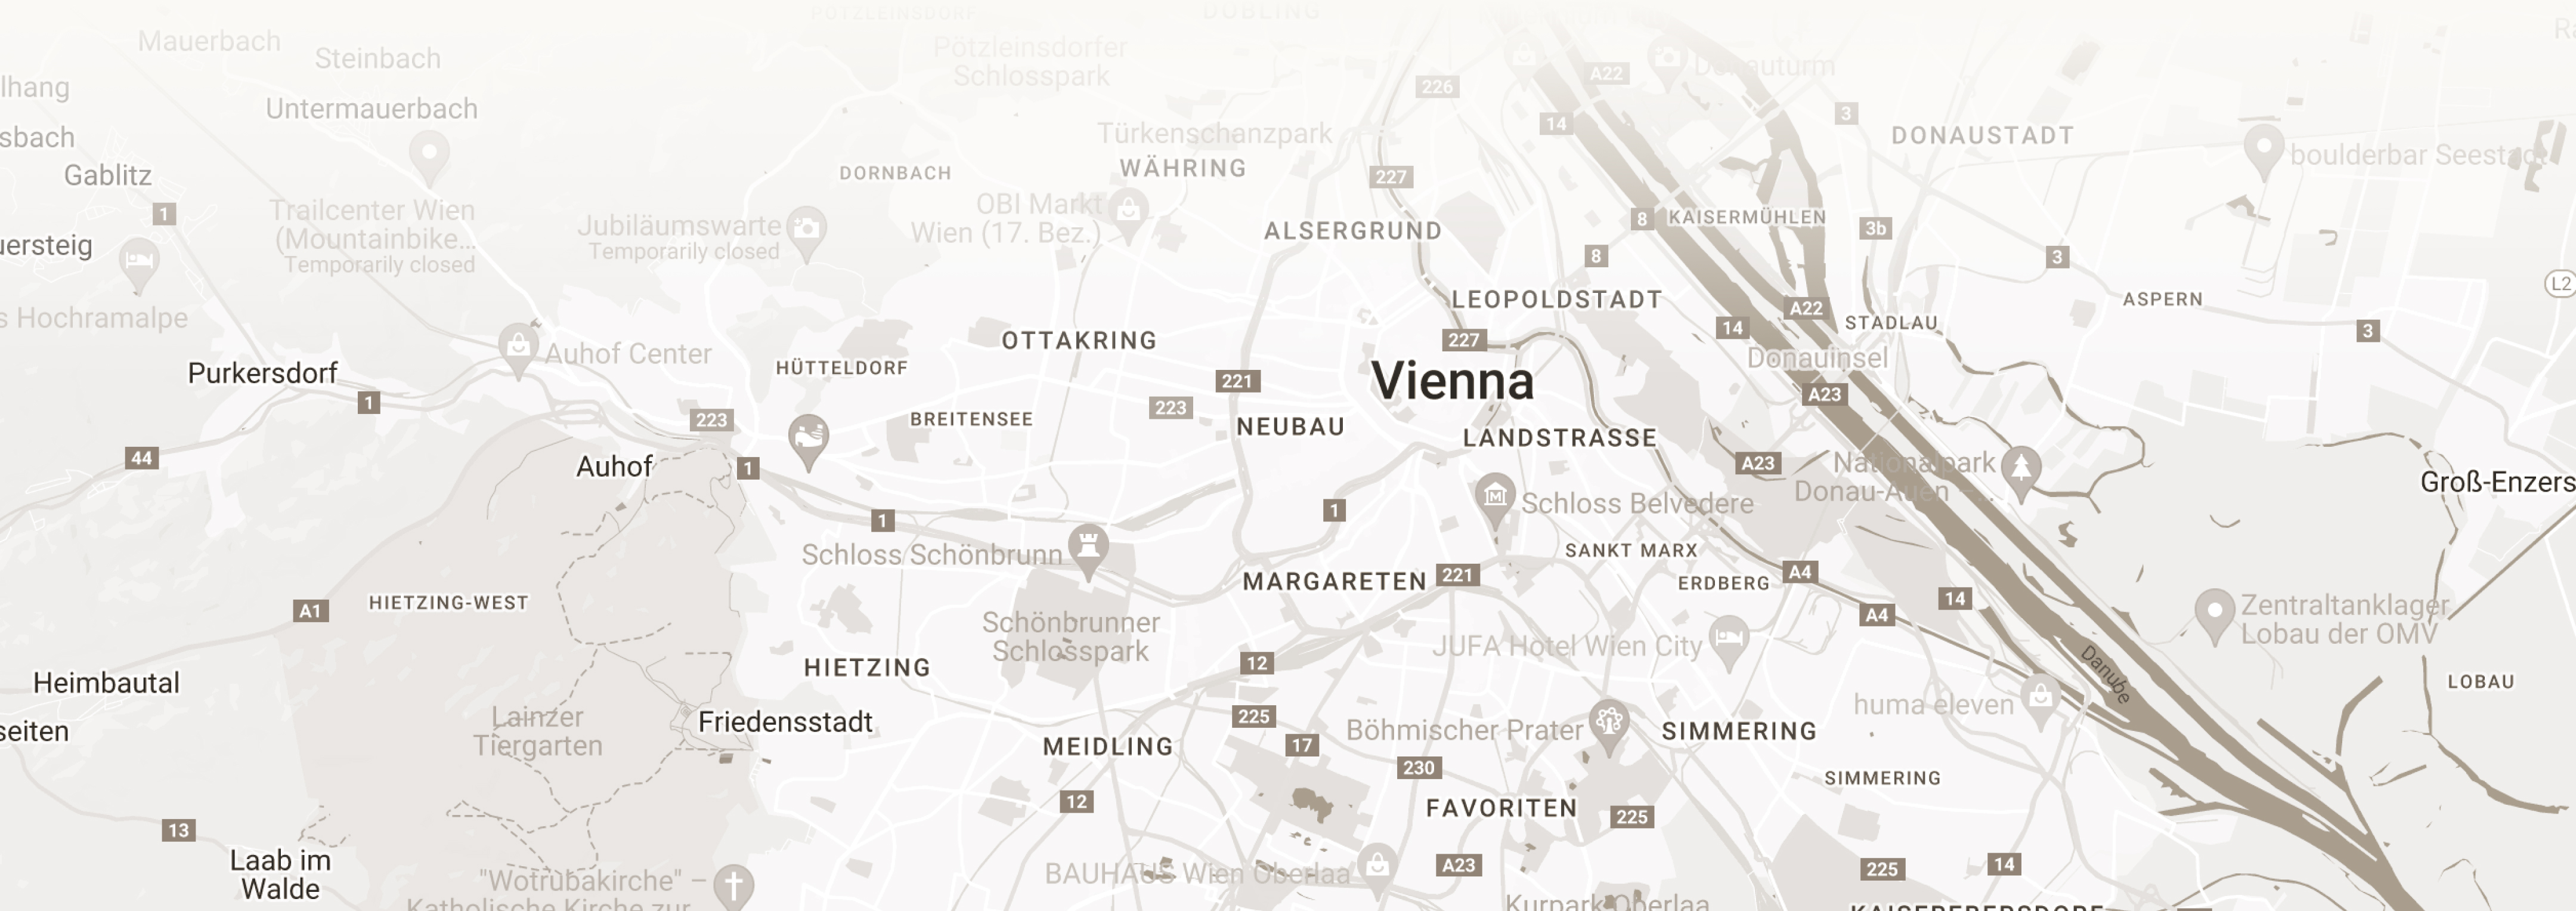 PÖTZLEINSDORF
DÖBLING
Mauerbach
Steinbach
Pötzleinsdorfer
Schlosspark
Donauturm
A22
226
lhang
Untermauerbach
3
14
sbach
Türkenschanzpark
DONAUSTADT
boulderbar Seestadt
WÄHRING
Gablitz
DORNBACH
227
1
Trailcenter Wien
(Mountainbike...
Temporarily closed
Jubiläumswarte
Temporarily closed
OBI Markt
Wien (17. Bez.)
ALSERGRUND
8
KAISERMÜHLEN
3b
uersteig
8
3
L2
s Hochramalpe
LEOPOLDSTADT
A22
ASPERN
14
STADLAU
3
OTTAKRING
227
Auhof Center
Donauinsel
Purkersdorf
HÜTTELDORF
221
Vienna
A23
1
223
223
BREITENSEE
NEUBAU
LANDSTRASSE
44
Auhof
1
A23
Nationalpark
Donau-Auen –...
Groß-Enzers
1
1
Schloss Belvedere
Schloss Schönbrunn
SANKT MARX
MARGARETEN
221
ERDBERG
A4
HIETZING-WEST
A1
14
A4
Zentraltanklager
Lobau der OMV
Schönbrunner
Schlosspark
JUFA Hotel Wien City
HIETZING
12
Heimbautal
Danube
LOBAU
huma eleven
Lainzer
Tiergarten
Friedensstadt
225
seiten
Böhmischer Prater
SIMMERING
MEIDLING
17
230
SIMMERING
12
FAVORITEN
225
13
Laab im
Walde
A23
225
14
BAUHAUS Wien Oberlaa
"Wotrubakirche" –
Katholische Kirche zur
Kurpark Oberlaa
KAISEREBERSDORF